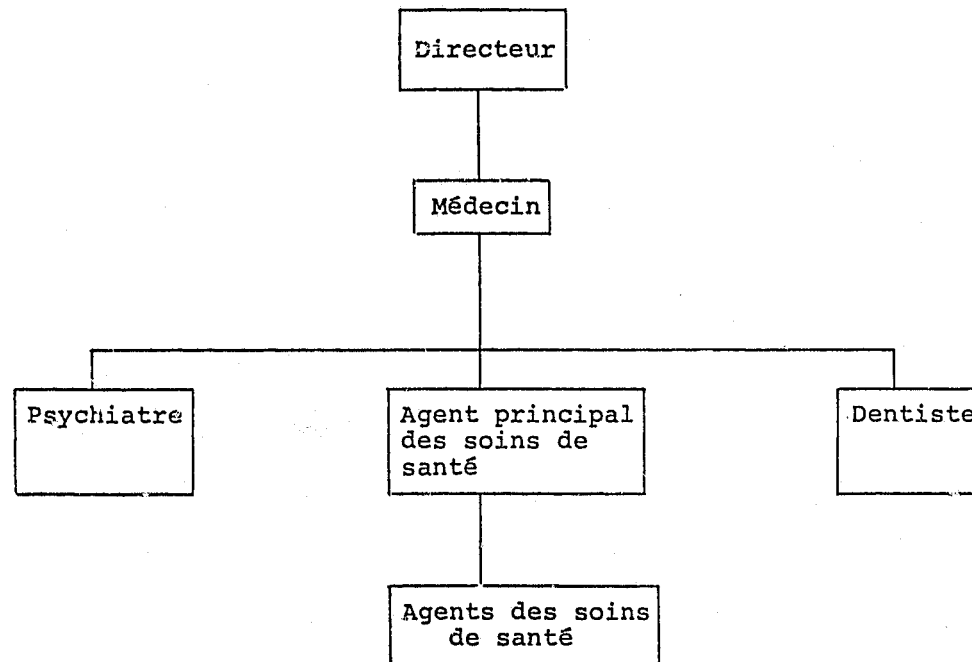 Directeur
Médecin
Psychiatre
Agent principal
des soins de
santé
Dentiste
Agents des soins
de santé